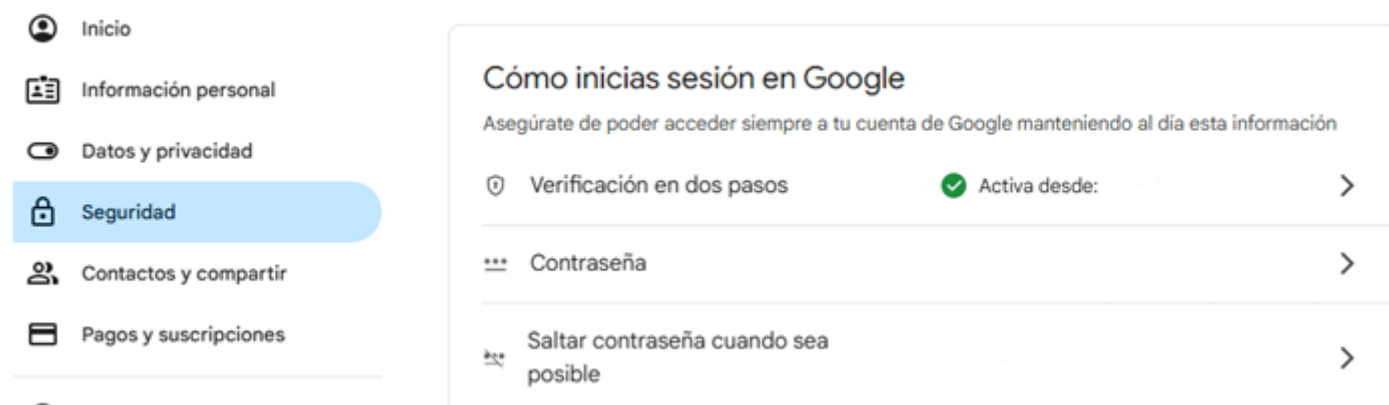 Inicio
Información personal
Datos y privacidad
Seguridad
Contactos y compartir
Pagos y suscripciones
Cómo inicias sesión en Google
Asegúrate de poder acceder siempre a tu cuenta de Google manteniendo al día esta información
Verificación en dos pasos
Activa desde:
Contraseña
Saltar contraseña cuando sea
posible